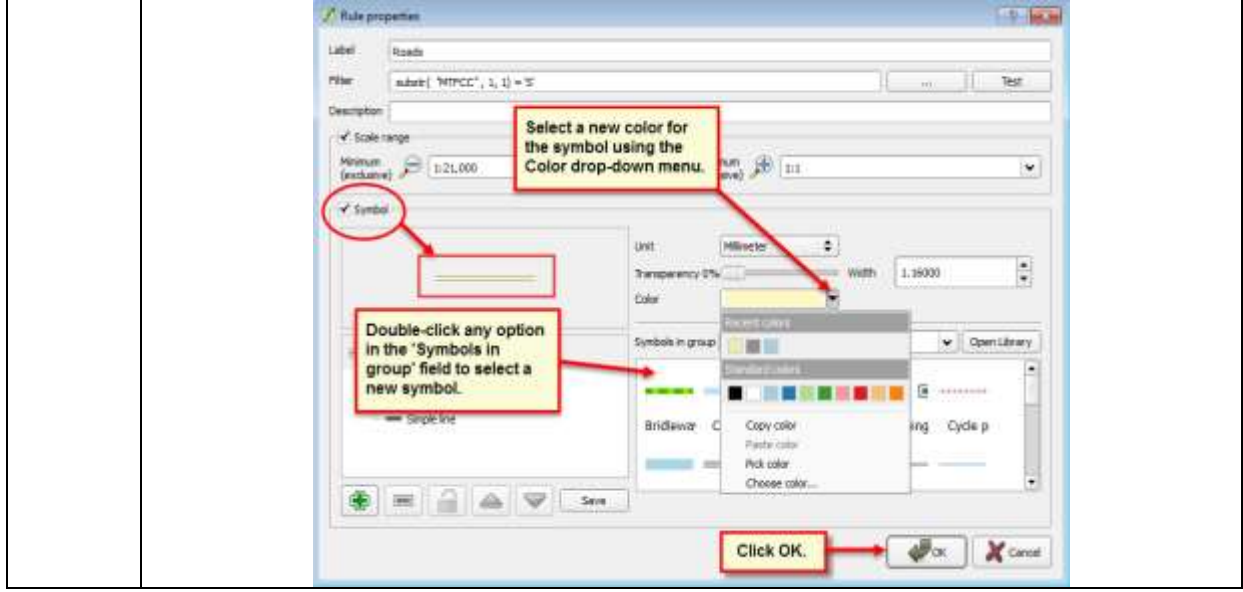 Rule properties
Label Roads
Filter substr( "MTFCC", 1, 1) = 'S' ... Test
Description
Select a new color for
the symbol using the
Color drop-down menu.
Scale range
Minimum
(exclusive) 1:21,000 1:1
Symbol
Unit Millimeter
Transparency 0% Width 1.16000
Color
Recent colors
Double-click any option
in the 'Symbols in
group' field to select a
new symbol.
Symbols in group Open Library
Standard colors
Simple line
Bridlewa C ing Cycle p
Copy color
Paste color
Pick color
Choose color...
Save
Click OK.
OK Cancel